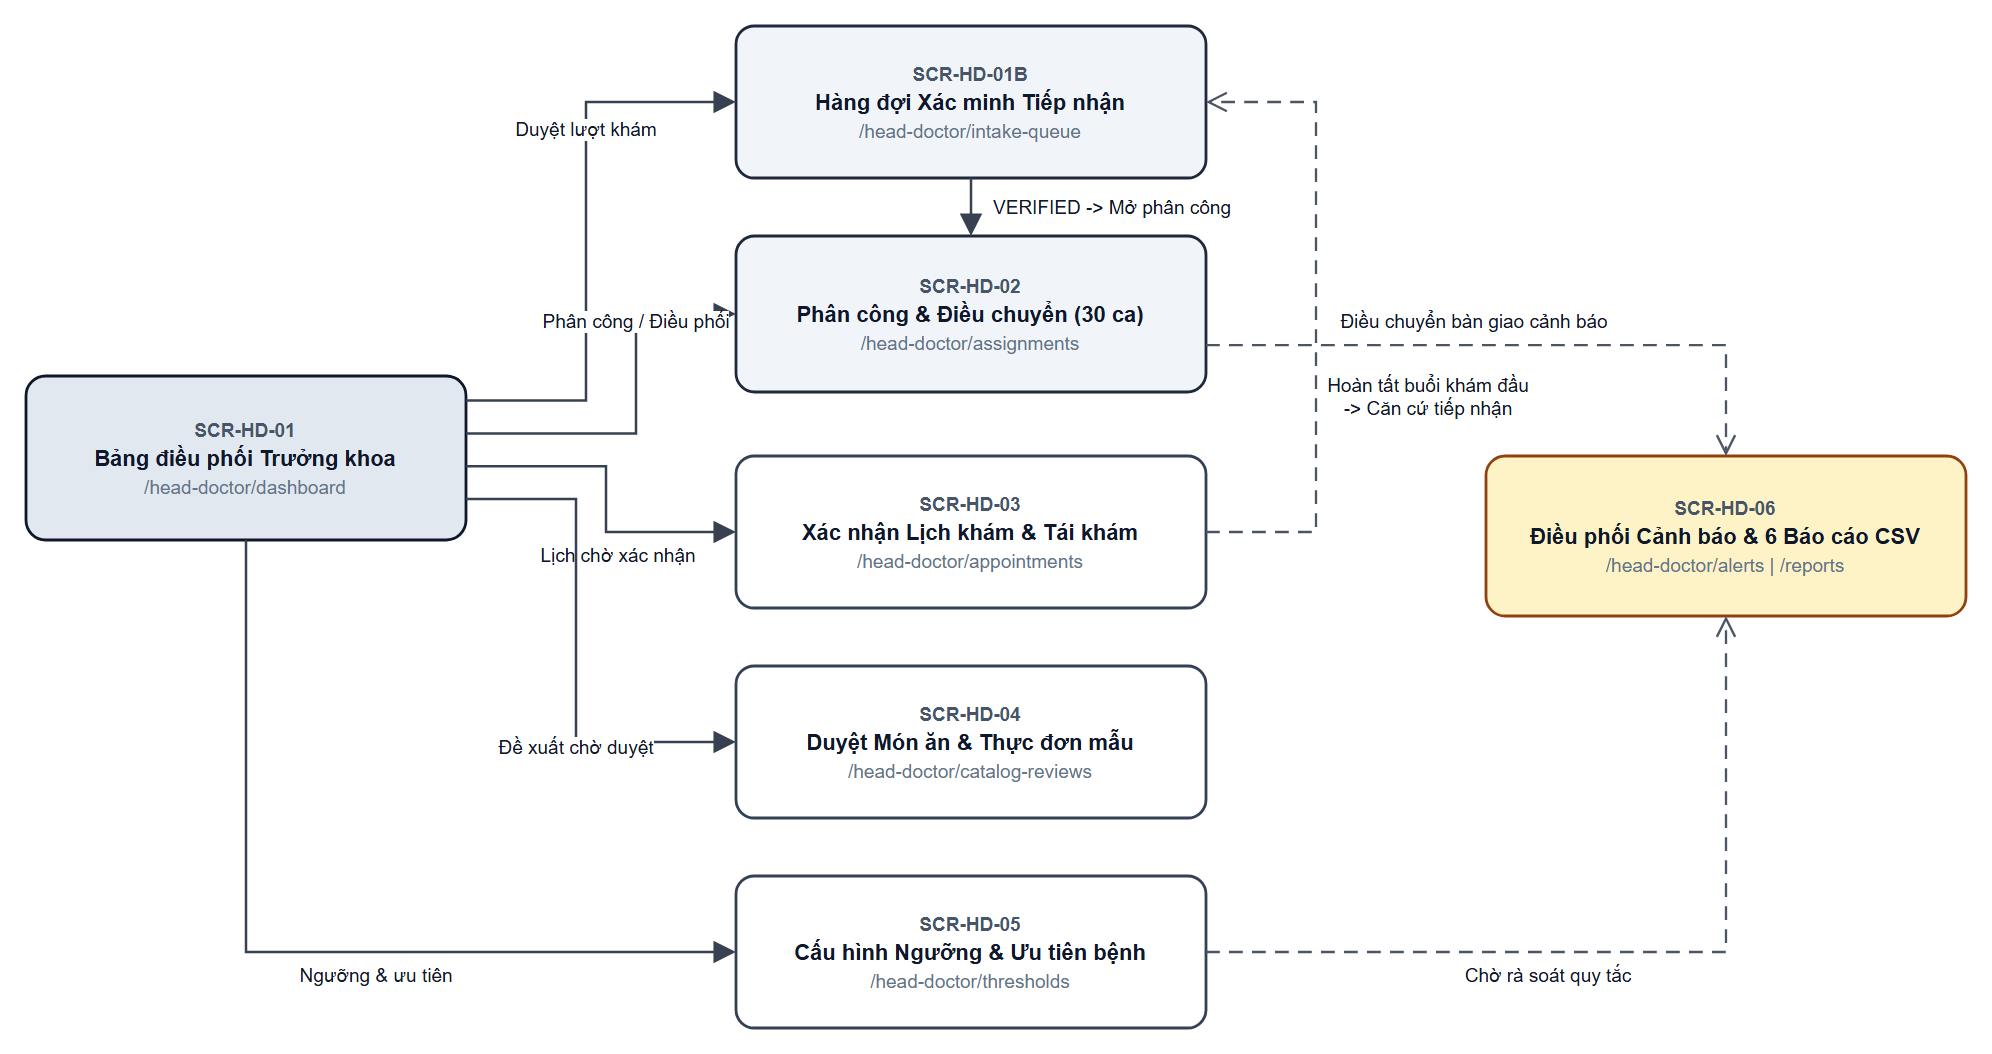 SCR-HD-01B
Hàng đợi Xác minh Tiếp nhận
/head-doctor/intake-queue
Duyệt lượt khám
VERIFIED -> Mở phân công
SCR-HD-02
Phân công & Điều chuyển (30 ca)
/head-doctor/assignments
Phân công / Điều phối
Điều chuyển bàn giao cảnh báo
Hoàn tất buổi khám đầu
-> Căn cứ tiếp nhận
SCR-HD-01
Bảng điều phối Trưởng khoa
/head-doctor/dashboard
SCR-HD-03
Xác nhận Lịch khám & Tái khám
/head-doctor/appointments
Lịch chờ xác nhận
SCR-HD-06
Điều phối Cảnh báo & 6 Báo cáo CSV
/head-doctor/alerts | /reports
SCR-HD-04
Duyệt Món ăn & Thực đơn mẫu
/head-doctor/catalog-reviews
Đề xuất chờ duyệt
SCR-HD-05
Cấu hình Ngưỡng & Ưu tiên bệnh
/head-doctor/thresholds
Ngưỡng & ưu tiên
Chờ rà soát quy tắc